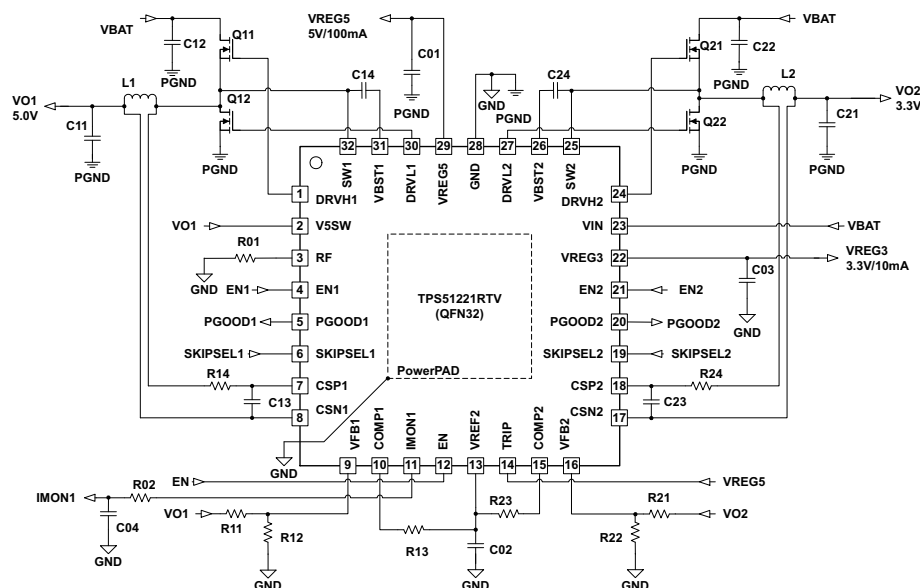 VBAT
C12
PGND
Q11
VREG5
5V/100mA
C01
PGND
GND
PGND
Q21
VBAT
C22
PGND
L1
VO1
5.0V
C11
PGND
Q12
PGND
C14
C24
Q22
PGND
L2
VO2
3.3V
C21
PGND
32 31 30 29 28 27 26 25
SW1 VBST1 DRVL1 VREG5 GND DRVL2 VBST2 SW2
1 DRVH1
DRVH2 24
VO1 2 V5SW
VIN 23 VBAT
R01
GND
3 RF
VREG3 22
VREG3
3.3V/10mA
C03
GND
EN1 4 EN1
EN2 21 EN2
TPS51221RTV
(QFN32)
PGOOD1 5 PGOOD1
PGOOD2 20 PGOOD2
SKIPSEL1 6 SKIPSEL1
SKIPSEL2 19 SKIPSEL2
PowerPAD
R14
7 CSP1
CSP2 18
R24
C13
C23
8 CSN1
CSN2 17
GND
VFB1 COMP1 IMON1 EN VREF2 TRIP COMP2 VFB2
9 10 11 12 13 14 15 16
EN
VREG5
IMON1
R02
C04
GND
VO1
R11
R12
GND
R13
R23
C02
GND
R21
VO2
R22
GND